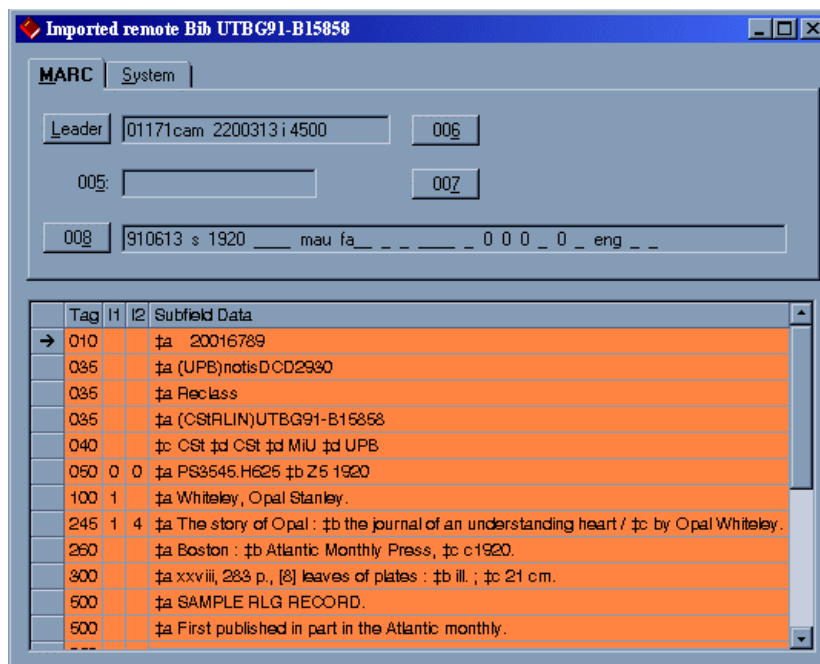 Imported remote Bib UTBG91-B15858
MARC System
Leader 01171cam 2200313 i 4500 006
005: 007
008 910613 s 1920 ____ mau fa__ _ _ ____ _ 0 0 0 _ 0 _ eng _ _
Tag I1 I2 Subfield Data
010 ‡a 20016789
035 ‡a (UPB)notisDCD2930
035 ‡a Reclass
035 ‡a (CStRLIN)UTBG91-B15858
040 ‡c CSt ‡d CSt ‡d MiU ‡d UPB
050 0 0 ‡a PS3545.H625 ‡b Z5 1920
100 1 ‡a Whiteley, Opal Stanley.
245 1 4 ‡a The story of Opal : ‡b the journal of an understanding heart / ‡c by Opal Whiteley.
260 ‡a Boston : ‡b Atlantic Monthly Press, ‡c c1920.
300 ‡a xxviii, 283 p., [8] leaves of plates : ‡b ill. ; ‡c 21 cm.
500 ‡a SAMPLE RLG RECORD.
500 ‡a First published in part in the Atlantic monthly.